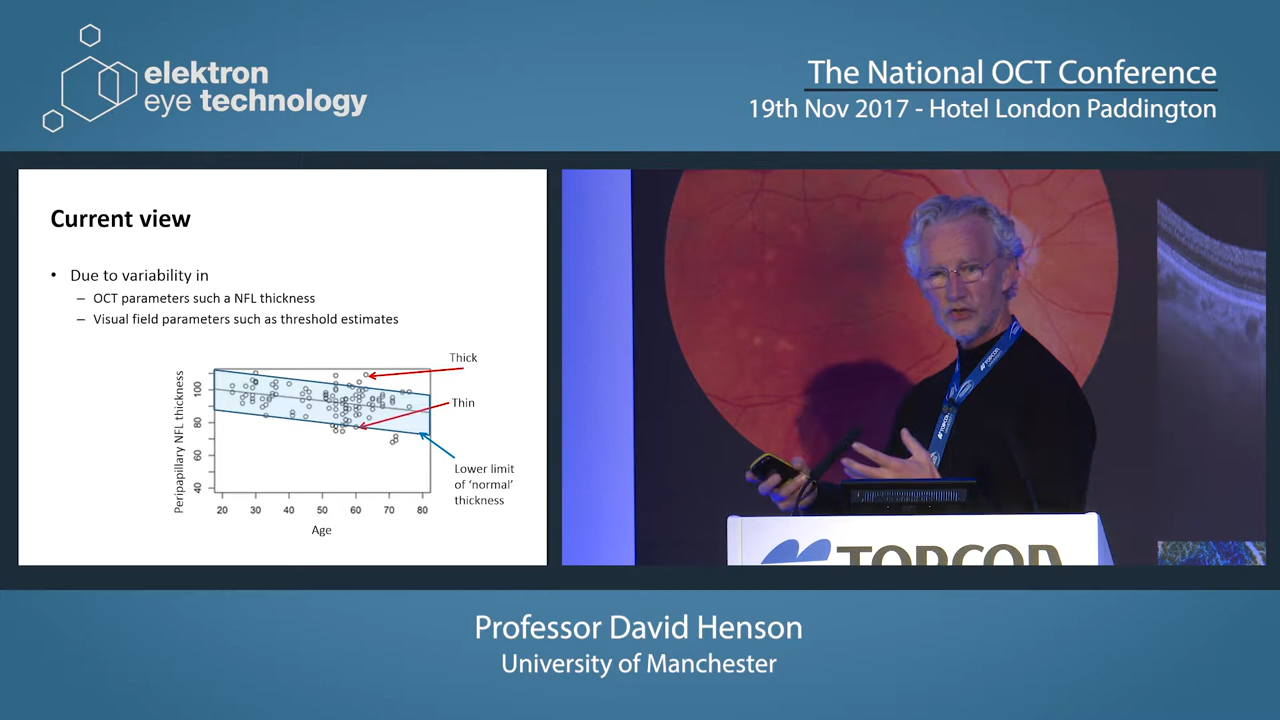 elektron
eye technology
The National OCT Conference
19th Nov 2017 - Hotel London Paddington
Current view
• Due to variability in
– OCT parameters such a NFL thickness
– Visual field parameters such as threshold estimates
Thick
Thin
Lower limit
of ‘normal’
thickness
Peripapillary NFL thickness
100
80
60
40
20 30 40 50 60 70 80
Age
TOPCON
TOPCON
TOPCON
Professor David Henson
University of Manchester